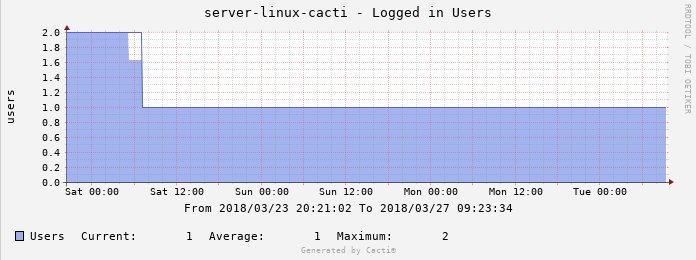 server-linux-cacti - Logged in Users
RRDTOOL / TOBI OETIKER
users
2.0
1.8
1.6
1.4
1.2
1.0
0.8
0.6
0.4
0.2
0.0
Sat 00:00 Sat 12:00 Sun 00:00 Sun 12:00 Mon 00:00 Mon 12:00 Tue 00:00
From 2018/03/23 20:21:02 To 2018/03/27 09:23:34
Users Current: 1 Average: 1 Maximum: 2
Generated by Cacti®